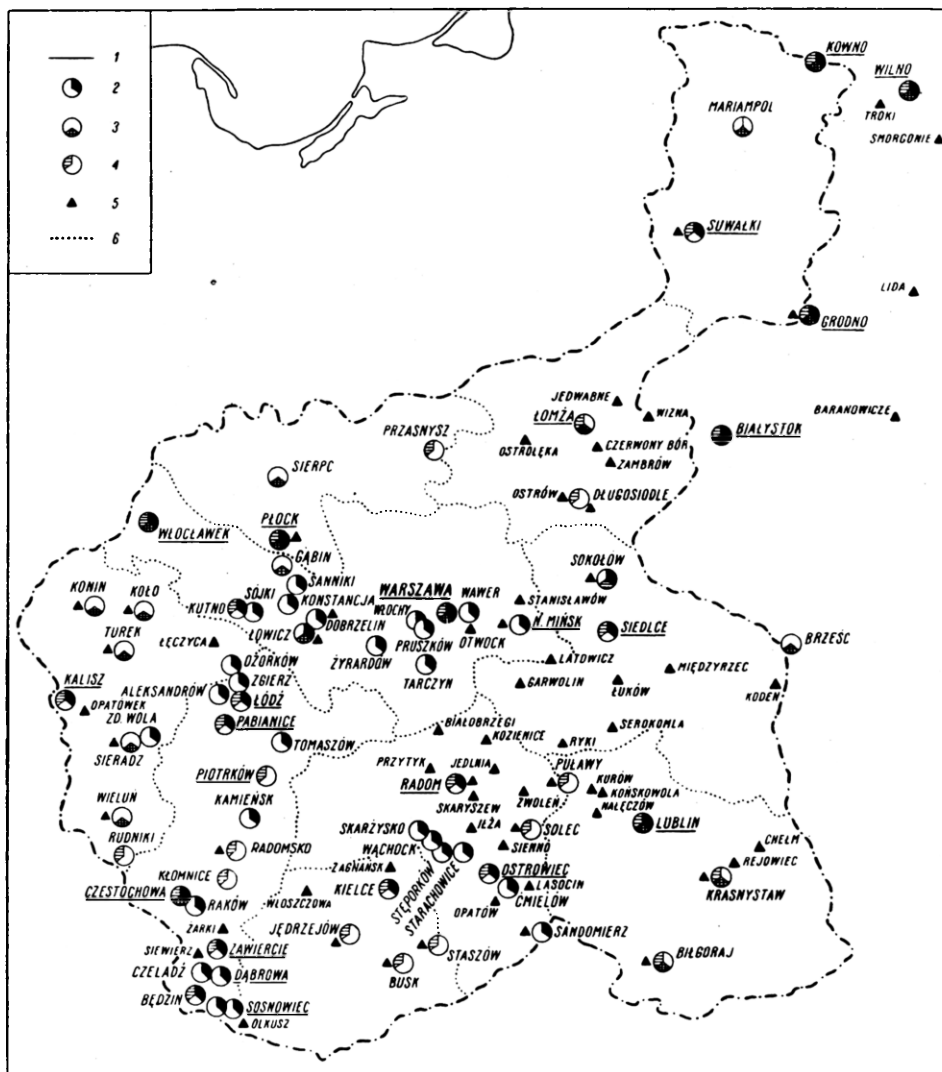 1
2
3
4
5
6
KOWNO
WILNO
TROKI
SMORGONIE
MARIAMPOL
SUWAŁKI
LIDA
GRODNO
JEDWABNE
WIZNA
BARANOWICZE
ŁOMŻA
BIAŁYSTOK
PRZASNYSZ
OSTROŁĘKA
CZERWONY BÓR
ZAMBRÓW
SIERPC
OSTRÓW
DŁUGOSIODLE
WŁOCŁAWEK
PŁOCK
GĄBIN
SOKOŁÓW
SANNIKI
KONIN
KOŁO
KUTNO
SÓJKI
KONSTANCJA
WARSZAWA
WAWER
STANISŁAWÓW
WŁOCHY
DOBRZELIN
N. MIŃSK
SIEDLCE
TUREK
ŁĘCZYCA
ŁOWICZ
PRUSZKÓW
OTWOCK
BRZEŚĆ
ŻYRARDÓW
OZORKÓW
TARCZYN
LATOWICZ
MIĘDZYRZEC
KALISZ
ZGIERZ
GARWOLIN
ŁUKÓW
KODEŃ
ALEKSANDRÓW
OPATÓWEK
ŁÓDŹ
ZD. WOLA
PABIANICE
BIAŁOBRZEGI
KOZIENICE
SEROKOMLA
SIERADZ
TOMASZÓW
RYKI
PIOTRKÓW
PRZYTYK
JEDLNIA
PUŁAWY
RADOM
KURÓW
KOŃSKOWOLA
ZWOLEŃ
NAŁĘCZÓW
WIELUŃ
KAMIEŃSK
SKARYSZEW
LUBLIN
SKARŻYSKO
IŁŻA
SOLEC
RUDNIKI
RADOMSKO
WĄCHOCK
SIENNO
CHEŁM
REJOWIEC
ZAGNAŃSK
KŁOMNICE
STĘPORKÓW
STARACHOWICE
OSTROWIEC
KRASNYSTAW
CZĘSTOCHOWA
KIELCE
LASOCIN
RAKÓW
WŁOSZCZOWA
ĆMIELÓW
OPATÓW
ŻARKI
JĘDRZEJÓW
SANDOMIERZ
SIEWIERZ
ZAWIERCIE
STASZÓW
BIŁGORAJ
CZELADŹ
DĄBROWA
BUSK
BĘDZIN
SOSNOWIEC
OLKUSZ